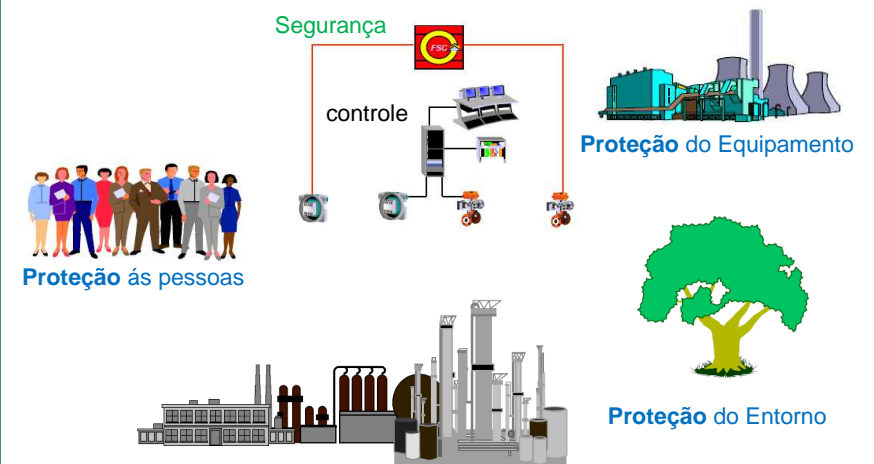 Segurança
FSC
controle
Proteção do Equipamento
Proteção ás pessoas
Proteção do Entorno